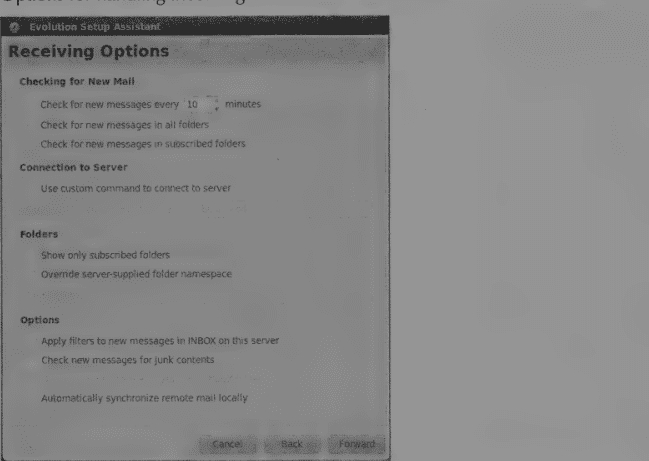 Evolution Setup Assistant
Receiving Options
Checking for New Mail
Check for new messages every 10 minutes
Check for new messages in all folders
Check for new messages in subscribed folders
Connection to Server
Use custom command to connect to server
Folders
Show only subscribed folders
Override server-supplied folder namespace
Options
Apply filters to new messages in INBOX on this server
Check new messages for junk contents
Automatically synchronize remote mail locally
Cancel Back Forward